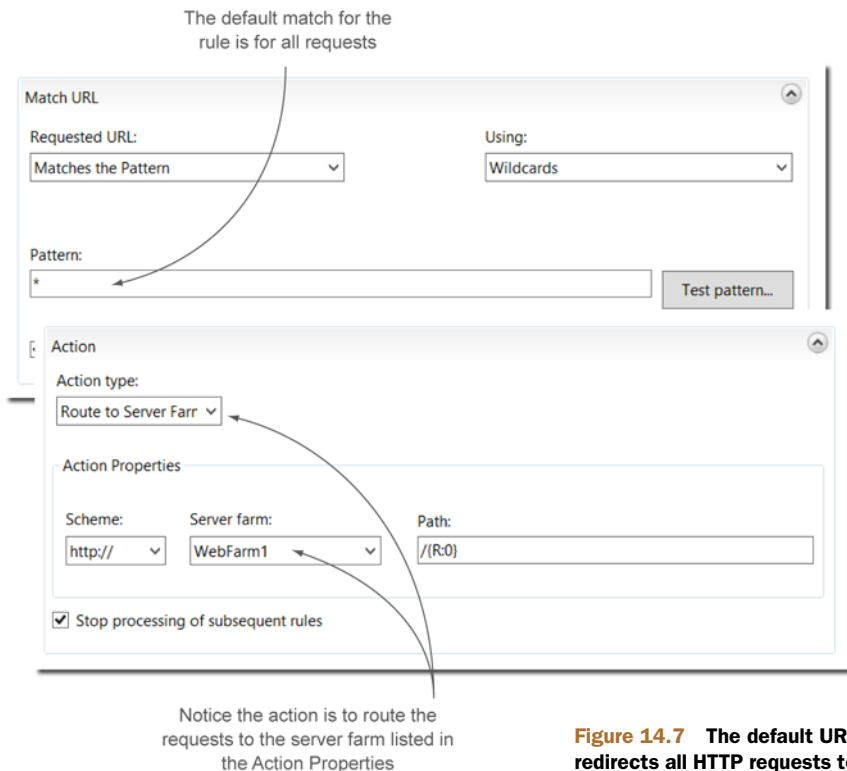 The default match for the
rule is for all requests
Match URL
Requested URL:
Using:
Matches the Pattern
Wildcards
Pattern:
*
Test pattern...
Action
Action type:
Route to Server Farr
Action Properties
Scheme:
Server farm:
Path:
http://
WebFarm1
/{R:0}
Stop processing of subsequent rules
Notice the action is to route the
requests to the server farm listed in
the Action Properties
Figure 14.7 The default UR
redirects all HTTP requests to